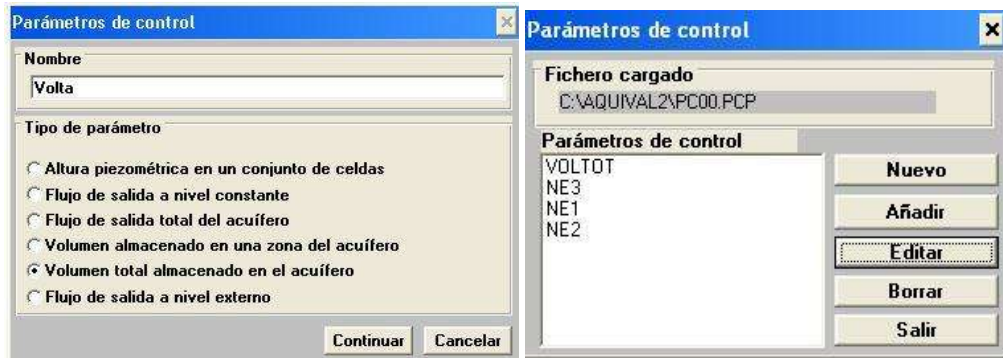 Parámetros de control
Nombre
Volta
Tipo de parámetro
Altura piezométrica en un conjunto de celdas
Flujo de salida a nivel constante
Flujo de salida total del acuífero
Volumen almacenado en una zona del acuífero
Volumen total almacenado en el acuífero
Flujo de salida a nivel externo
Continuar
Cancelar
Parámetros de control
Fichero cargado
C:\AQUIVAL2\PC00.PCP
Parámetros de control
VOLTOT
NE3
NE1
NE2
Nuevo
Añadir
Editar
Borrar
Salir